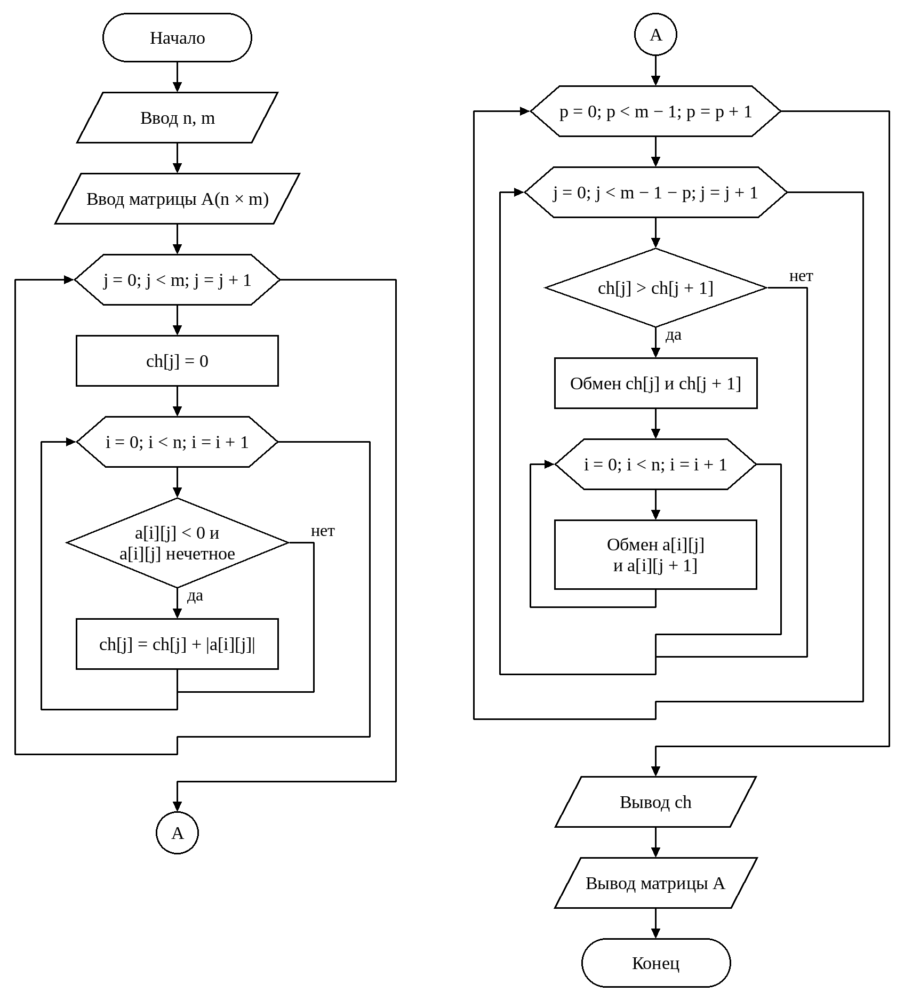 Начало
Ввод n, m
Ввод матрицы A(n × m)
j = 0; j < m; j = j + 1
ch[j] = 0
i = 0; i < n; i = i + 1
a[i][j] < 0 и
a[i][j] нечетное
нет
да
ch[j] = ch[j] + |a[i][j]|
А
А
p = 0; p < m − 1; p = p + 1
j = 0; j < m − 1 − p; j = j + 1
ch[j] > ch[j + 1]
нет
да
Обмен ch[j] и ch[j + 1]
i = 0; i < n; i = i + 1
Обмен a[i][j]
и a[i][j + 1]
Вывод ch
Вывод матрицы A
Конец